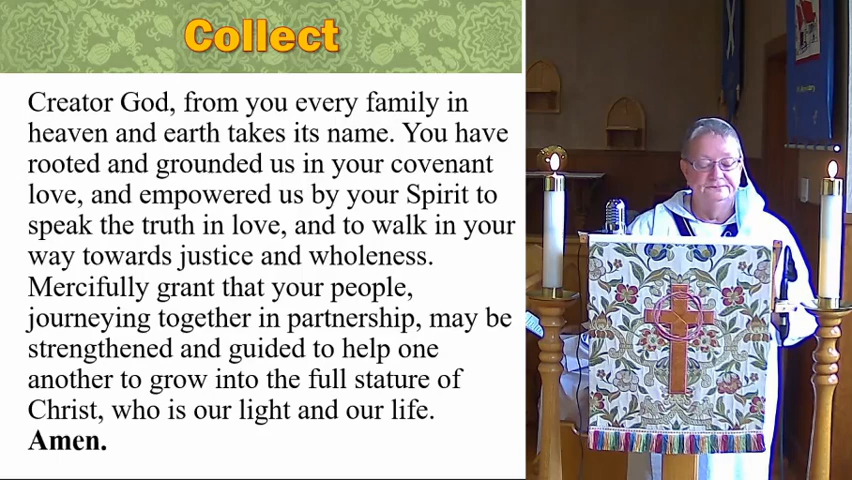 Collect
Creator God, from you every family in
heaven and earth takes its name. You have
rooted and grounded us in your covenant
love, and empowered us by your Spirit to
speak the truth in love, and to walk in your
way towards justice and wholeness.
Mercifully grant that your people,
journeying together in partnership, may be
strengthened and guided to help one
another to grow into the full stature of
Christ, who is our light and our life.
Amen.